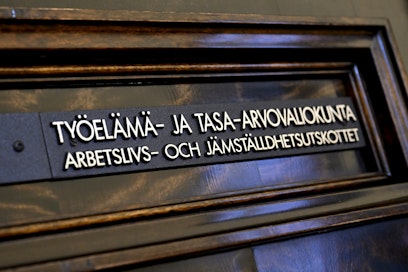 TYÖELÄMÄ- JA TASA-ARVOVALIOKUNTA
ARBETSLIVS- OCH JÄMSTÄLLDHETSUTSKOTTET